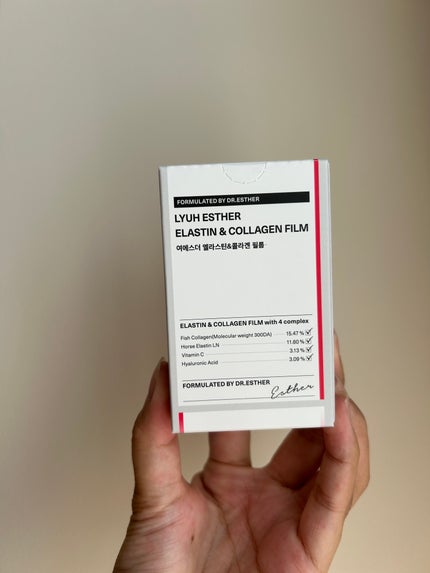 FORMULATED BY DR.ESTHER
LYUH ESTHER
ELASTIN & COLLAGEN FILM
여에스더 엘라스틴&콜라겐 필름
ELASTIN & COLLAGEN FILM with 4 complex
Fish Collagen(Molecular weight 300DA) 15.47 %
Horse Elastin LN 11.60 %
Vitamin C 3.13 %
Hyaluronic Acid 3.09 %
FORMULATED BY DR.ESTHER
Esther